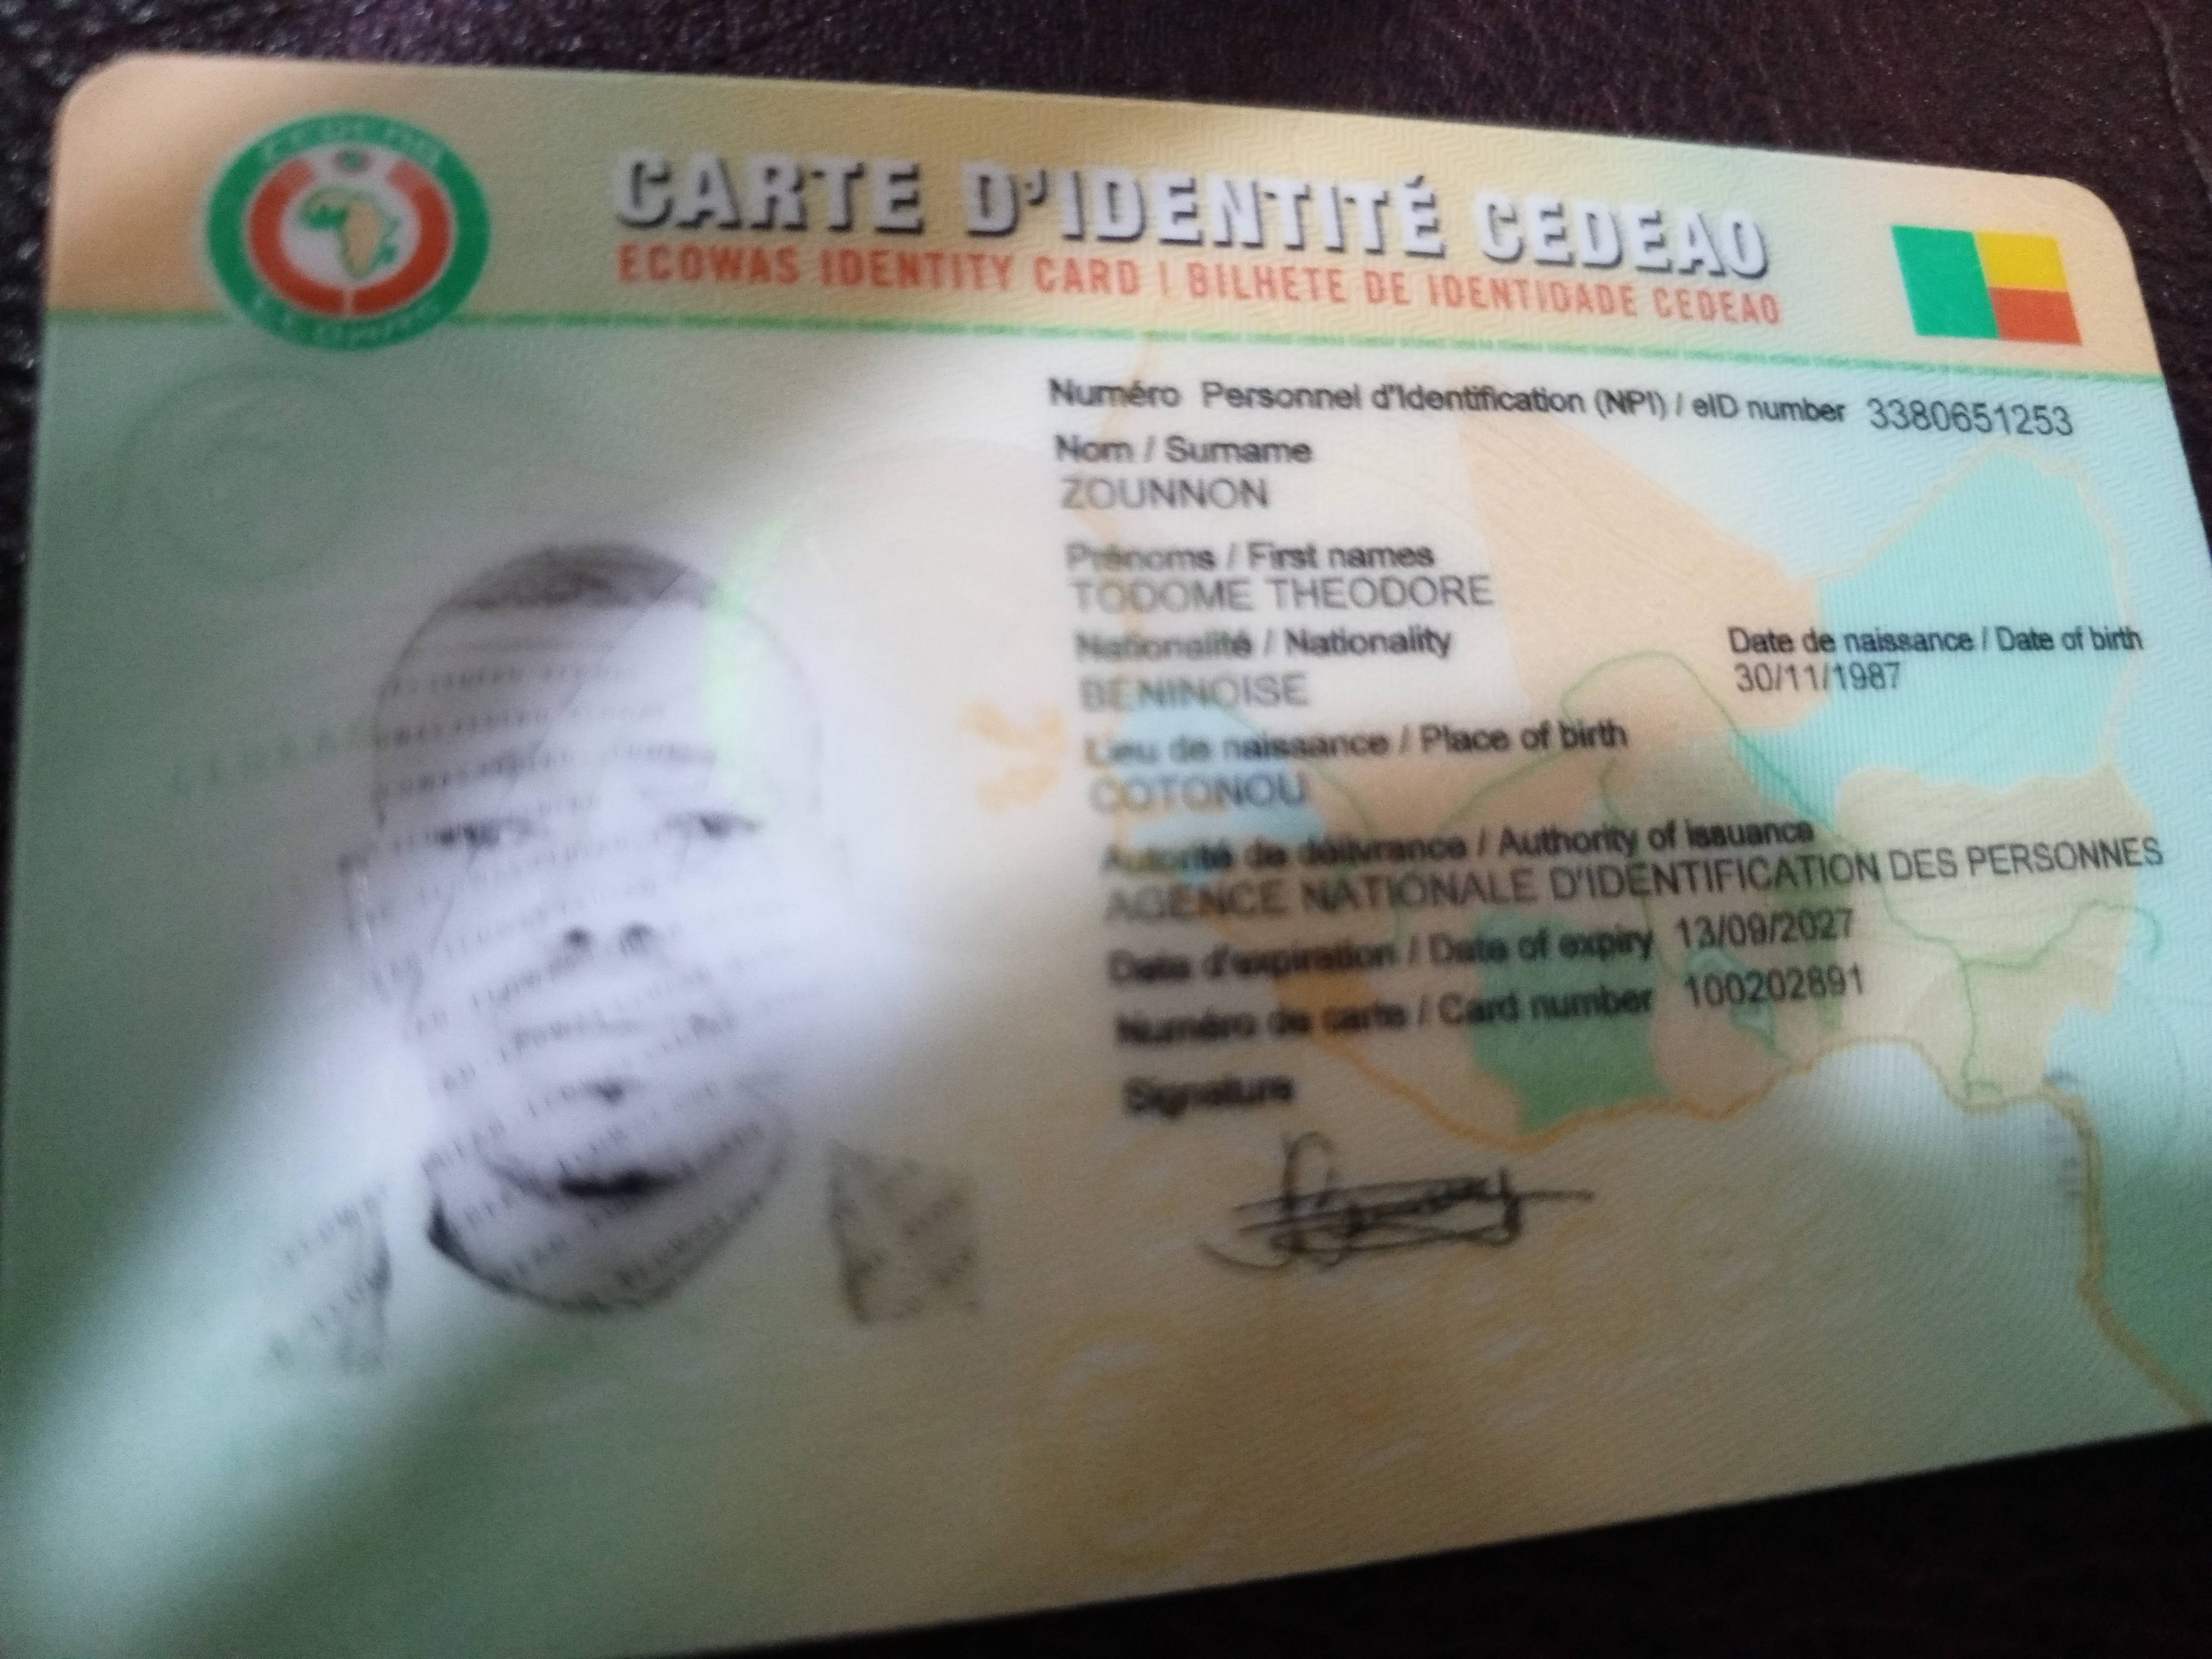 CARTE D'IDENTITÉ CEDEAO
ECOWAS IDENTITY CARD | BILHETE DE IDENTIDADE CEDEAO
Numéro Personnel d'Identification (NPI) / eID number 3380651253
Nom / Surname
ZOUNNON
Prénoms / First names
TODOME THEODORE
Nationalité / Nationality
BENINOISE
Date de naissance / Date of birth
30/11/1987
Lieu de naissance / Place of birth
COTONOU
Autorité de délivrance / Authority of issuance
AGENCE NATIONALE D'IDENTIFICATION DES PERSONNES
Date d'expiration / Date of expiry 13/09/2027
Numéro de carte / Card number 100202891
Signature